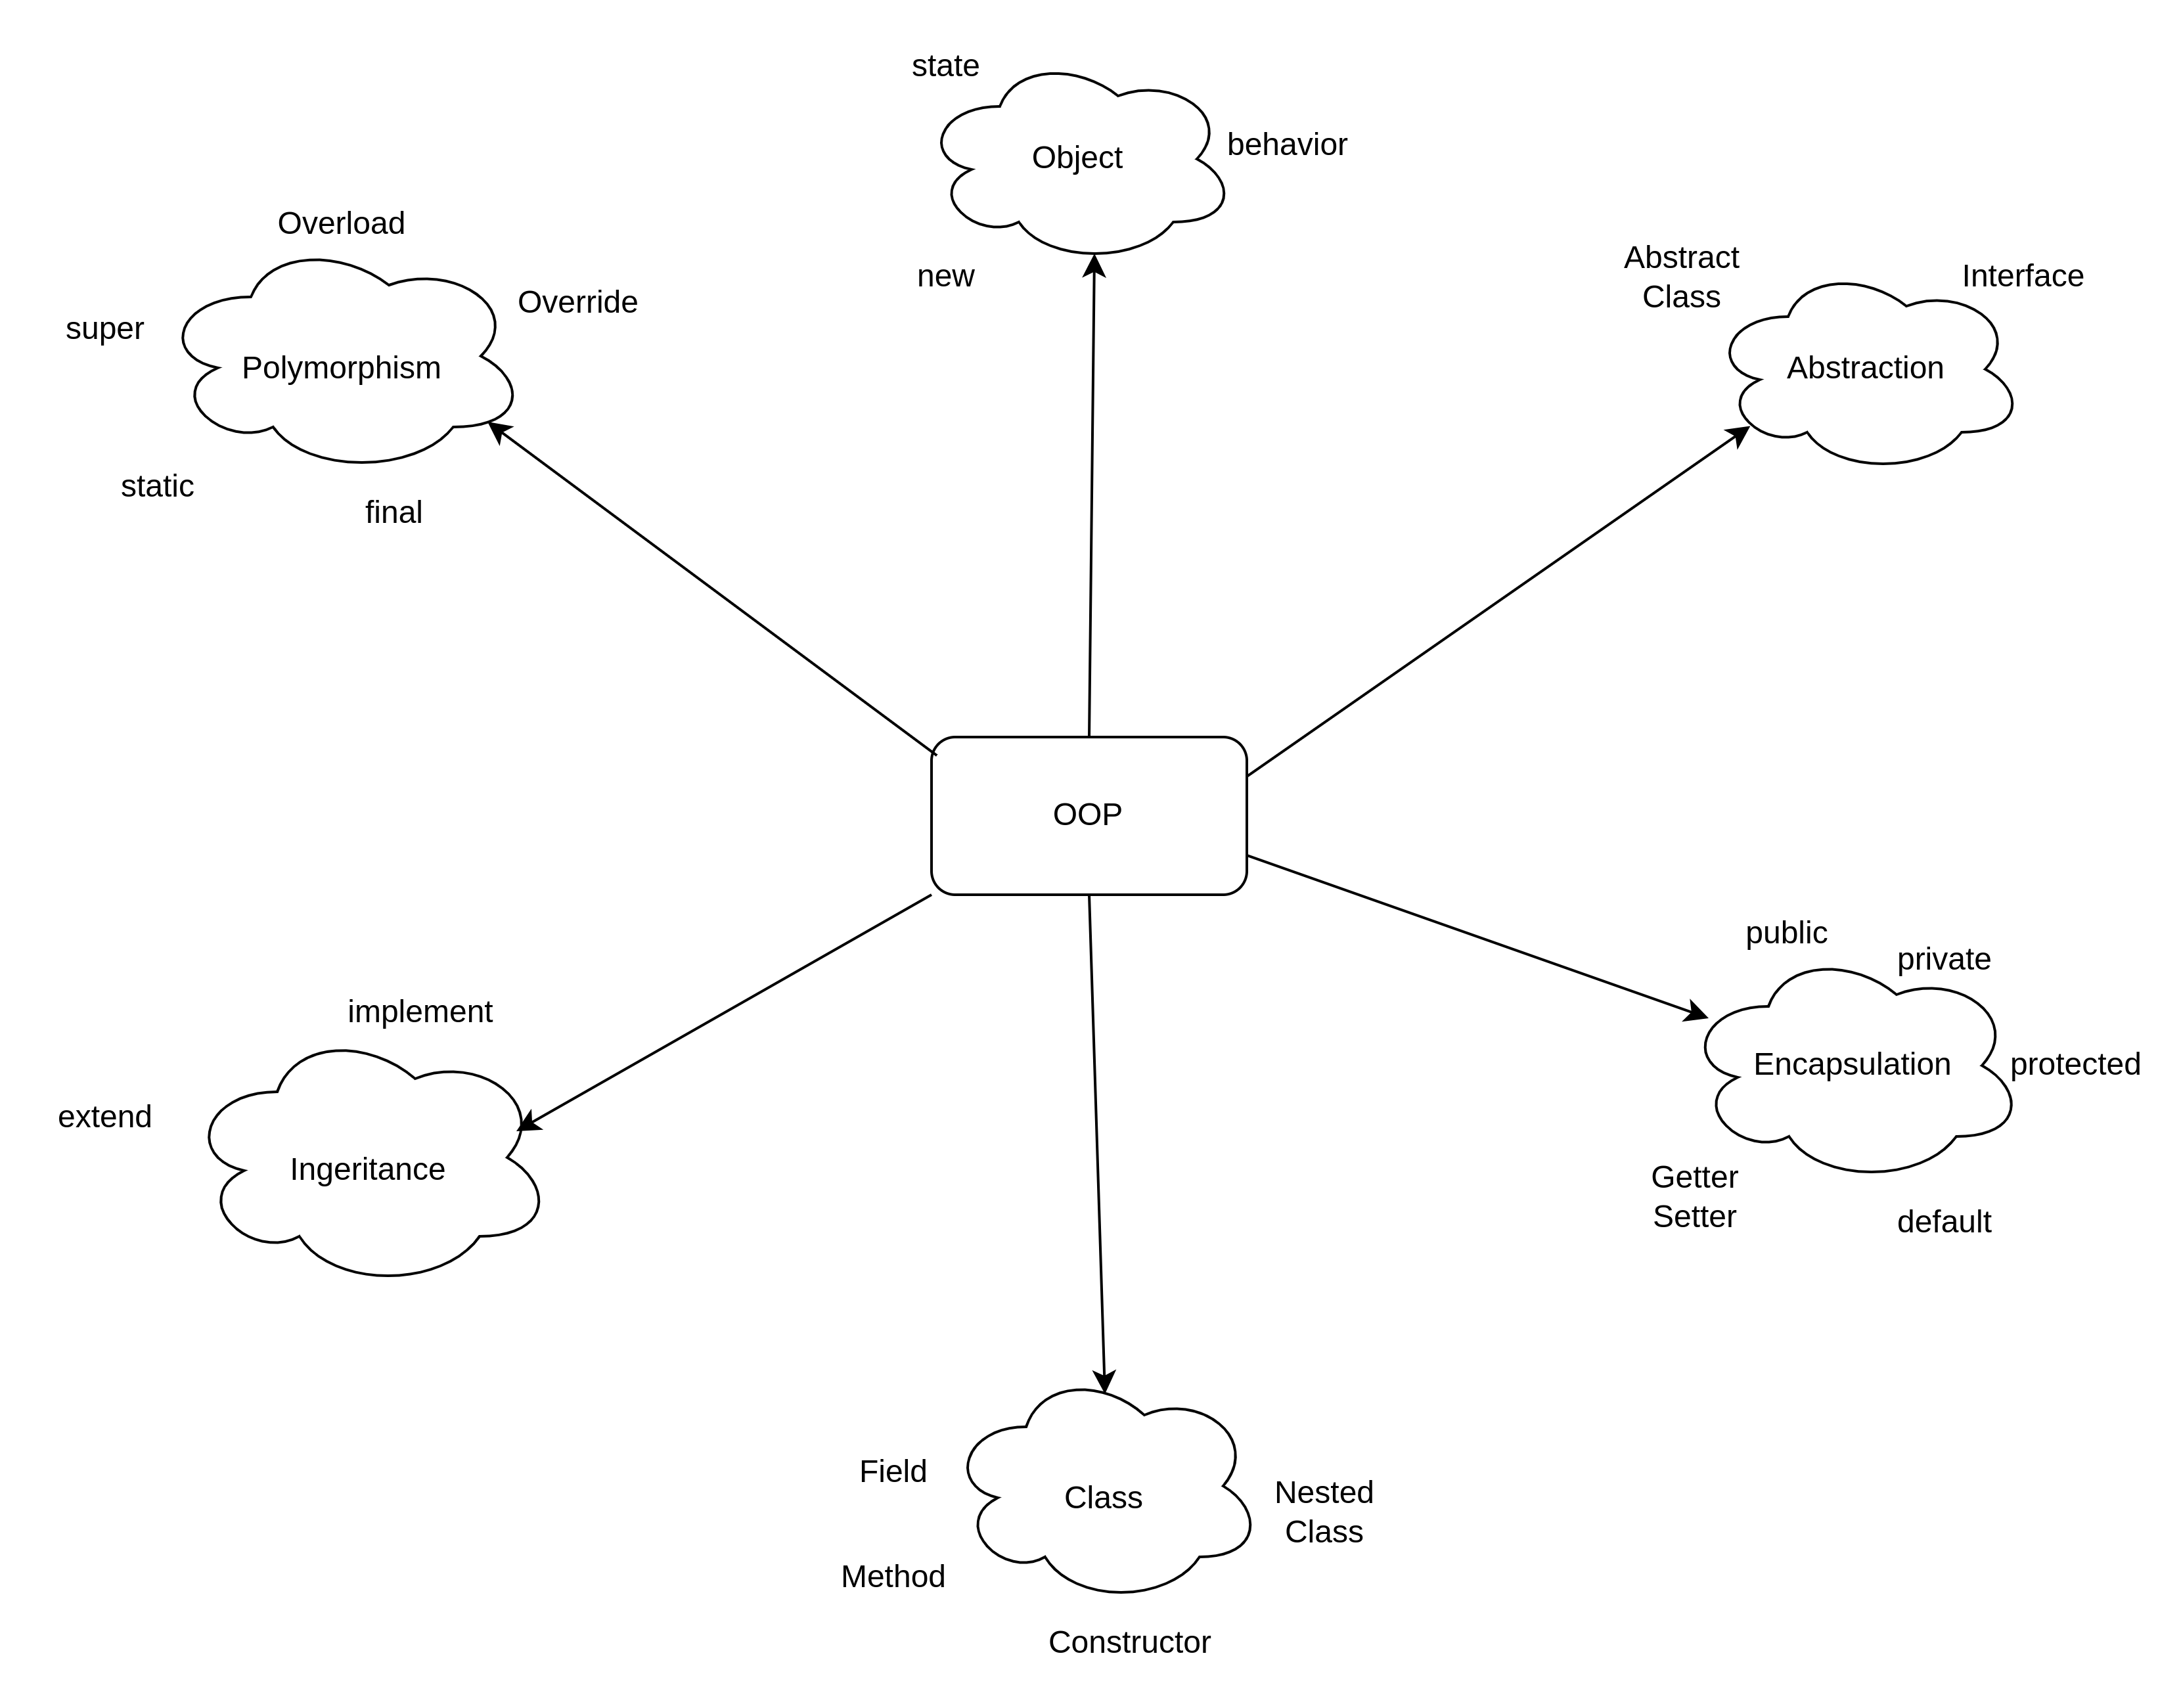 state
Object
behavior
new
Overload
Override
super
Polymorphism
static
final
Abstract
Class
Interface
Abstraction
OOP
public
private
Encapsulation
protected
Getter
Setter
default
implement
extend
Ingeritance
Field
Class
Nested
Class
Method
Constructor